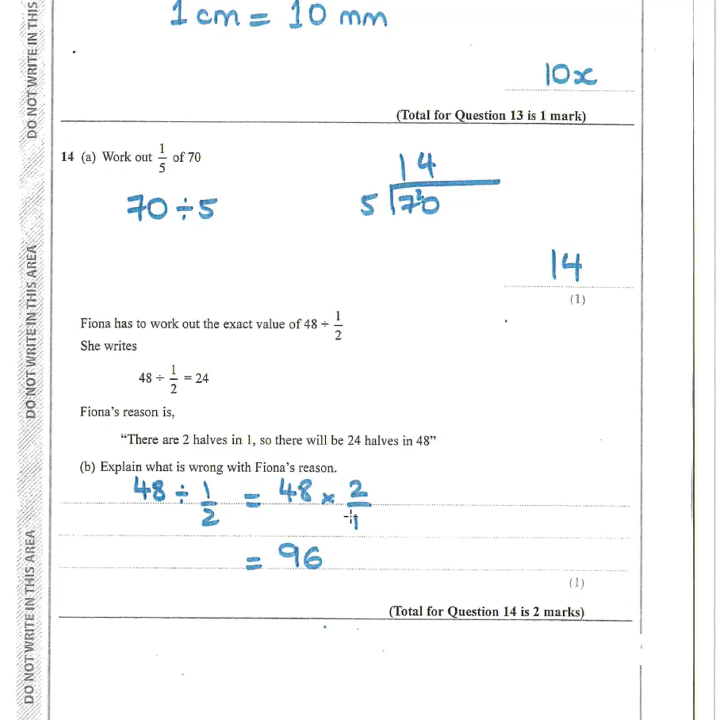 1 cm = 10 mm
10x
(Total for Question 13 is 1 mark)
14 (a) Work out 1/5 of 70
70 ÷ 5
14
5 70
14
(1)
Fiona has to work out the exact value of 48 ÷ 1/2
She writes
48 ÷ 1/2 = 24
Fiona's reason is,
“There are 2 halves in 1, so there will be 24 halves in 48”
(b) Explain what is wrong with Fiona's reason.
48 ÷ 1/2 = 48 × 2/1
= 96
(1)
(Total for Question 14 is 2 marks)
DO NOT WRITE IN THIS
DO NOT WRITE IN THIS AREA
DO NOT WRITE IN THIS AREA